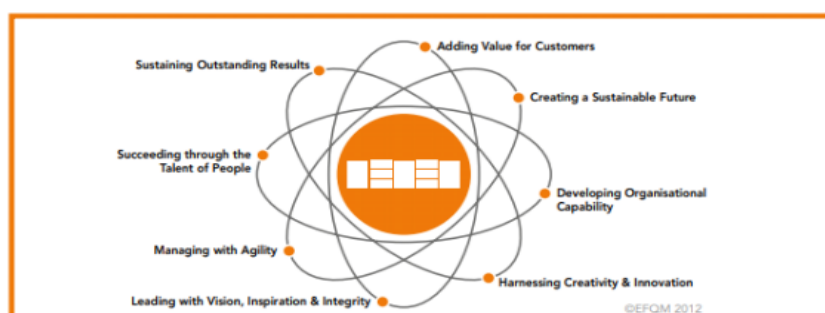 Adding Value for Customers
Sustaining Outstanding Results
Creating a Sustainable Future
Succeeding through the
Talent of People
Developing Organisational
Capability
Managing with Agility
Harnessing Creativity & Innovation
Leading with Vision, Inspiration & Integrity
©EFQM 2012